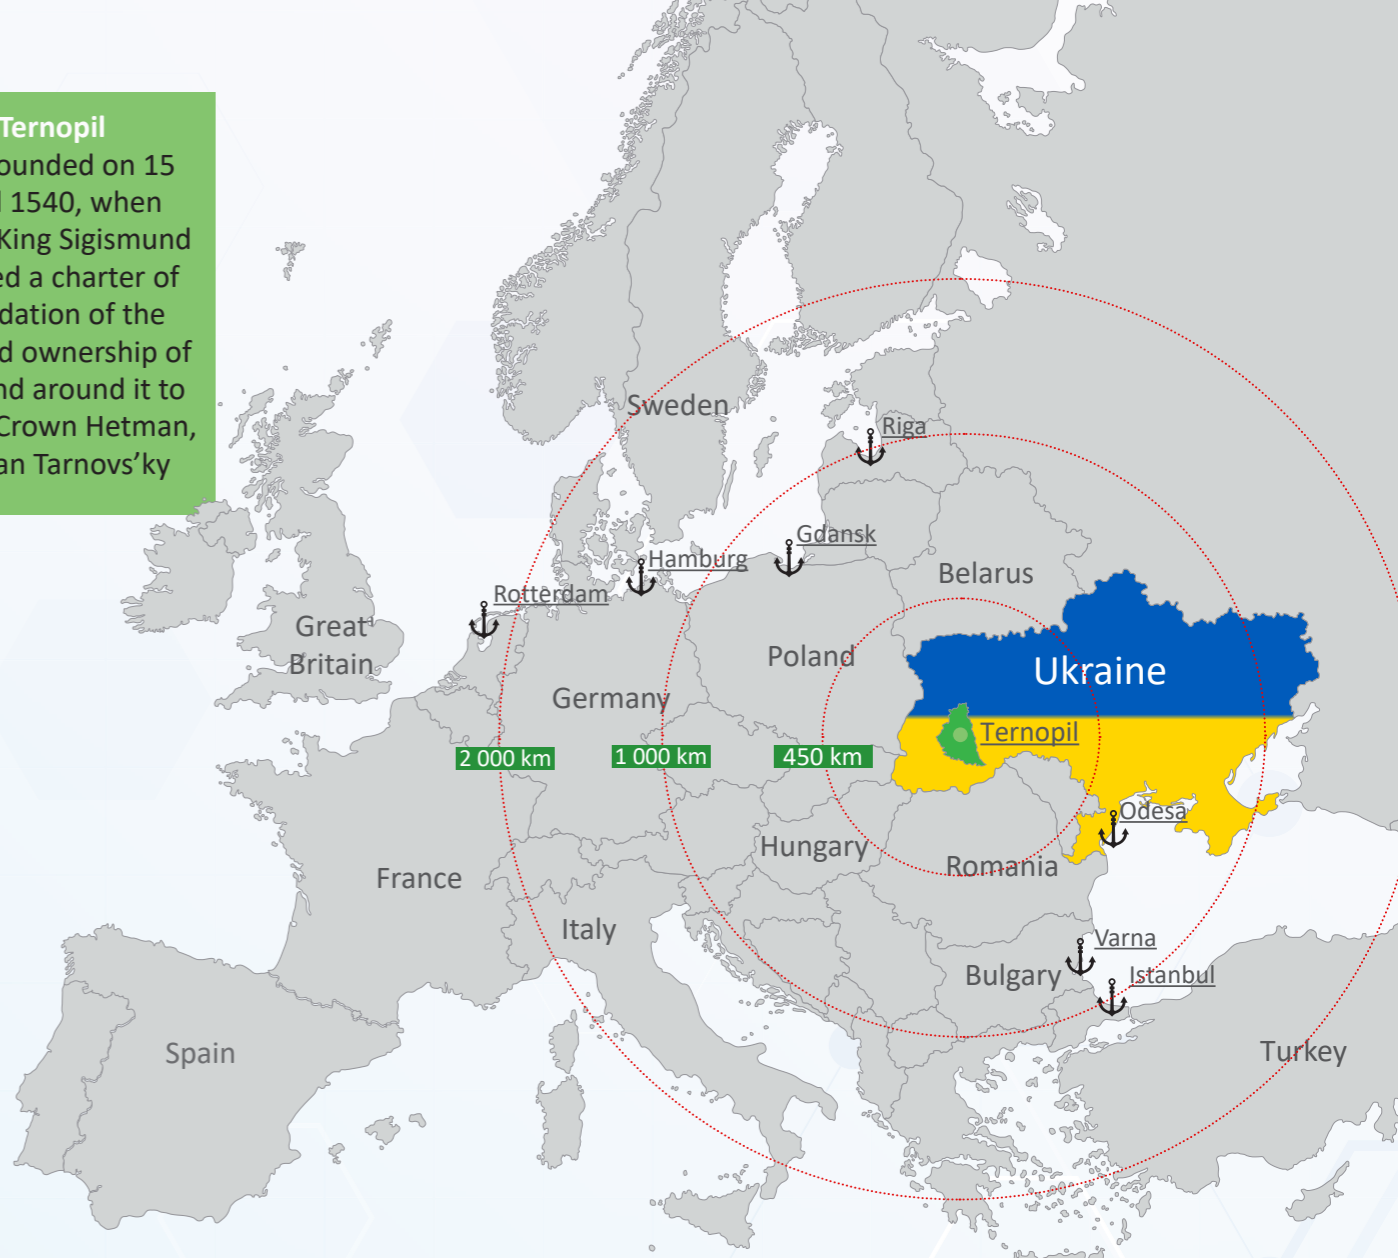 Ternopil
ounded on 15
1540, when
King Sigismund
ed a charter of
dation of the
d ownership of
nd around it to
Crown Hetman,
an Tarnovs'ky
Sweden
Riga
Gdansk
Hamburg
Belarus
Rotterdam
Great
Britain
Poland
Ukraine
Germany
Ternopil
2 000 km
1 000 km
450 km
Odesa
Hungary
Romania
France
Italy
Varna
Bulgary
Istanbul
Spain
Turkey